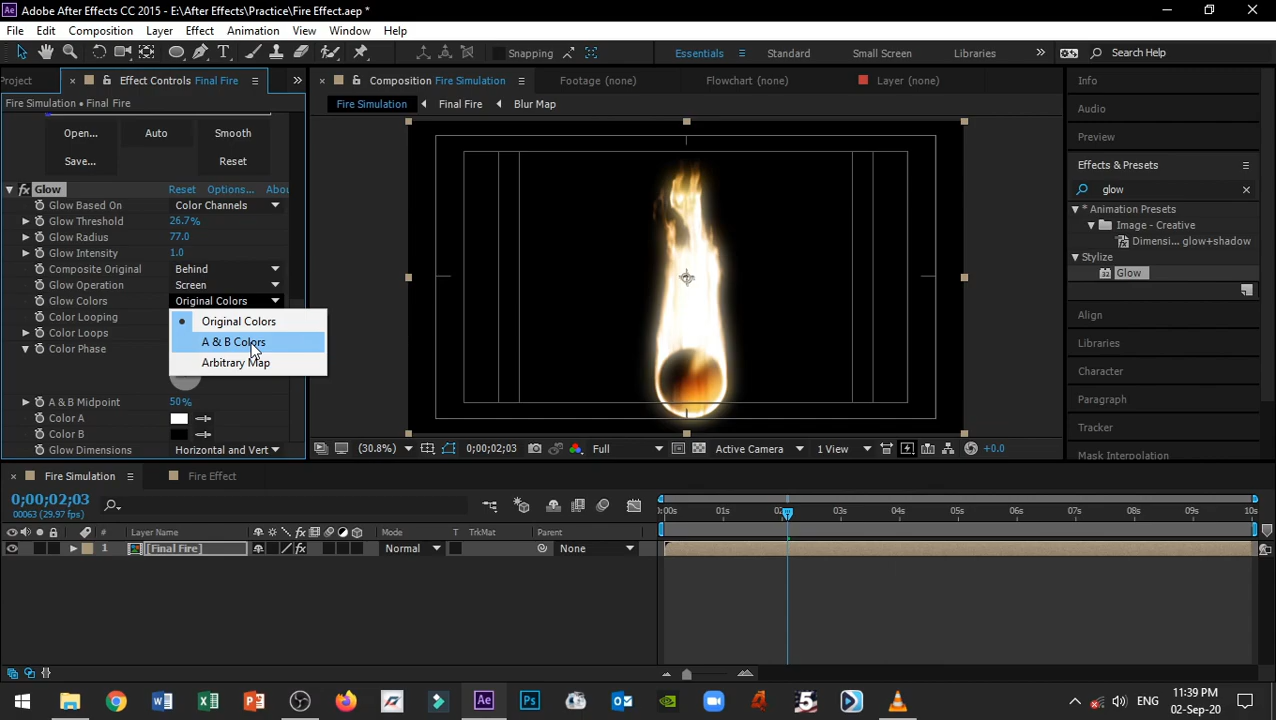 Adobe After Effects CC 2015 - E:\After Effects\Practice\Fire Effect.aep *
File Edit Composition Layer Effect Animation View Window Help
Snapping Essentials Standard Small Screen Libraries Search Help
Project Effect Controls Final Fire Composition Fire Simulation Footage (none) Flowchart (none) Layer (none) Info
Fire Simulation • Final Fire Fire Simulation Final Fire Blur Map
Audio
Open... Auto Smooth Preview
Save... Reset Effects & Presets
Glow Reset Options... Abou glow
Glow Based On Color Channels * Animation Presets
Glow Threshold 26.7% Image - Creative
Glow Radius 77.0 Dimensi... glow+shadow
Glow Intensity 1.0 * Stylize
Composite Original Behind Glow
Glow Operation Screen
Glow Colors Original Colors
Color Looping Original Colors Align
Color Loops A & B Colors Libraries
Color Phase Arbitrary Map Character
A & B Midpoint 50% Paragraph
Color A
Color B Tracker
Glow Dimensions Horizontal and Vert (30.8%) 0;00;02;03 Full Active Camera 1 View +0.0 Mask Interpolation
Fire Simulation Fire Effect
0;00;02;03
00063 (29.97 fps) :00s 02 03s 04s 05s 06s 07s 08s 09s 10s
# Layer Name Mode T TrkMat Parent
1 [Final Fire] Normal None
11:39 PM
ENG
02-Sep-20